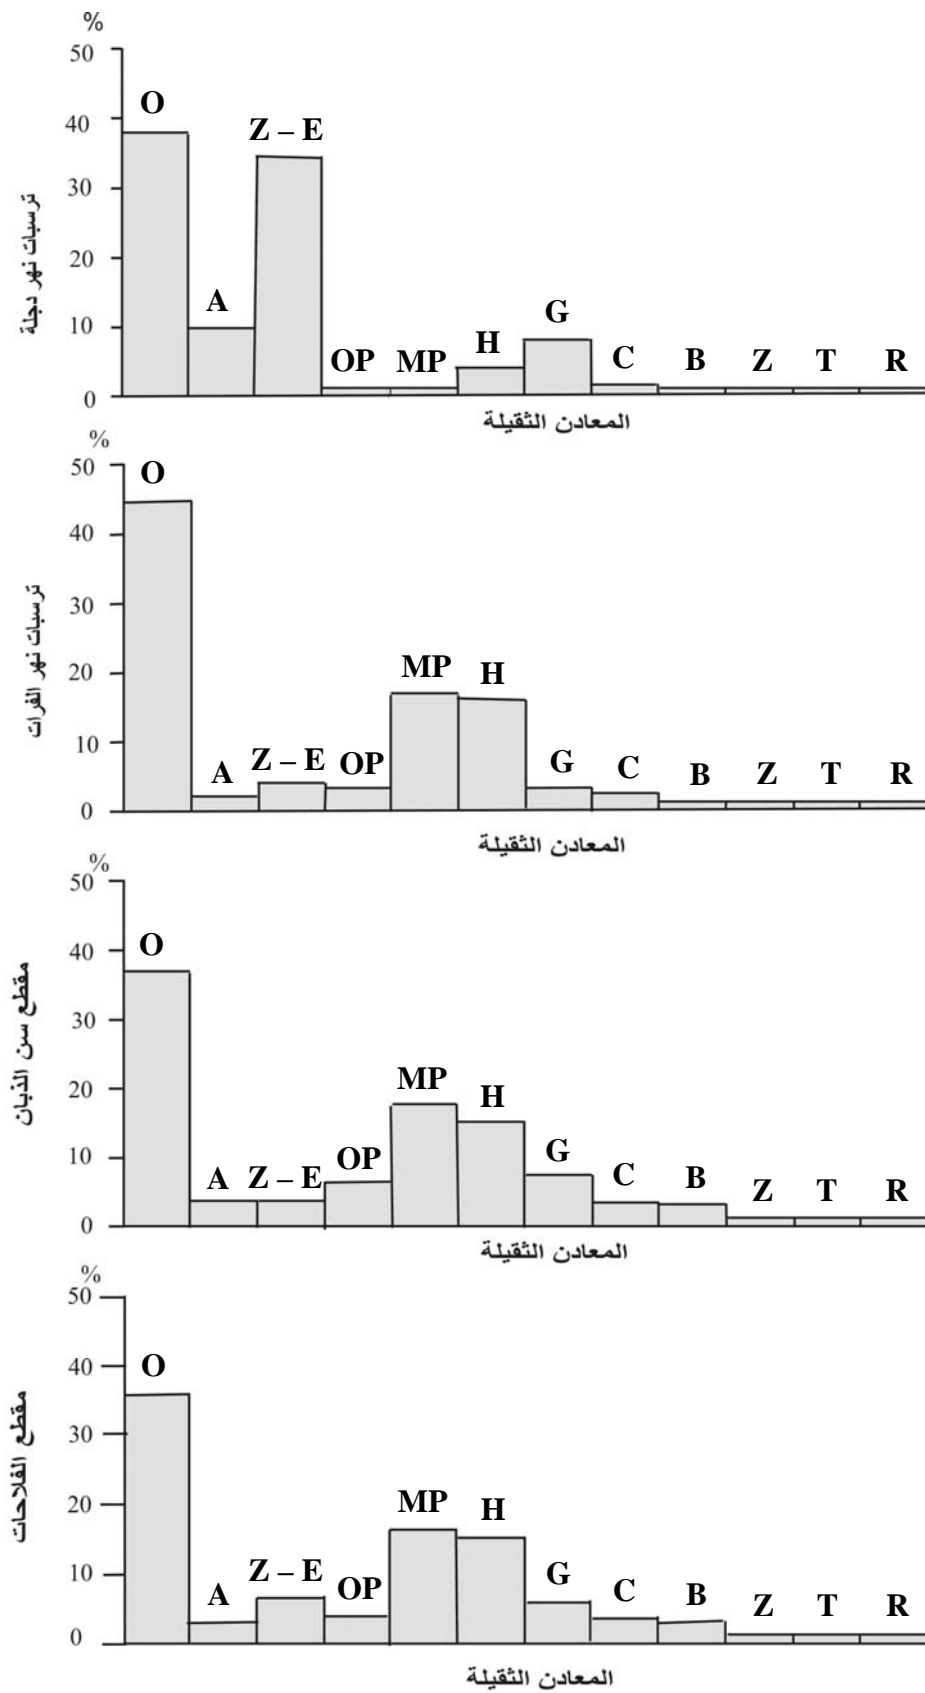 %
50
40
30
20
10
0
ترسبات نهر دجلة
O
A
Z – E
OP
MP
H
G
C
B
Z
T
R
المعادن الثقيلة
%
50
40
30
20
10
0
ترسبات نهر الفرات
O
A
Z – E
OP
MP
H
G
C
B
Z
T
R
المعادن الثقيلة
%
50
40
30
20
10
0
مقطع سن الذبان
O
A
Z – E
OP
MP
H
G
C
B
Z
T
R
المعادن الثقيلة
%
50
40
30
20
10
0
مقطع الفلاحات
O
A
Z – E
OP
MP
H
G
C
B
Z
T
R
المعادن الثقيلة